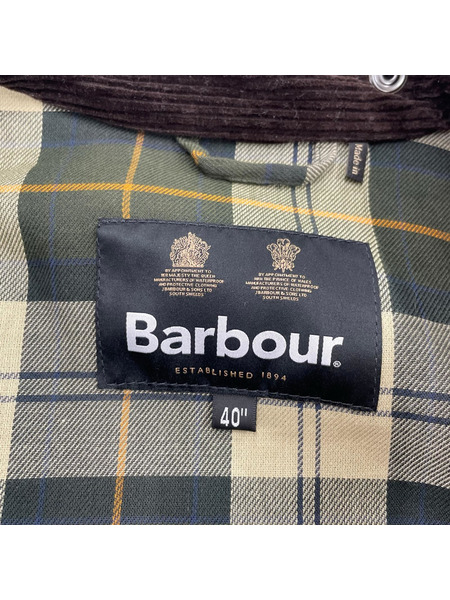 Made in
BY APPOINTMENT TO
HER MAJESTY THE QUEEN
MANUFACTURERS OF WATERPROOF
AND PROTECTIVE CLOTHING
J.BARBOUR & SONS LTD
SOUTH SHIELDS
BY APPOINTMENT TO
HRH THE PRINCE OF WALES
MANUFACTURERS OF WATERPROOF
AND PROTECTIVE CLOTHING
J.BARBOUR & SONS LTD
SOUTH SHIELDS
Barbour®
ESTABLISHED 1894
40"